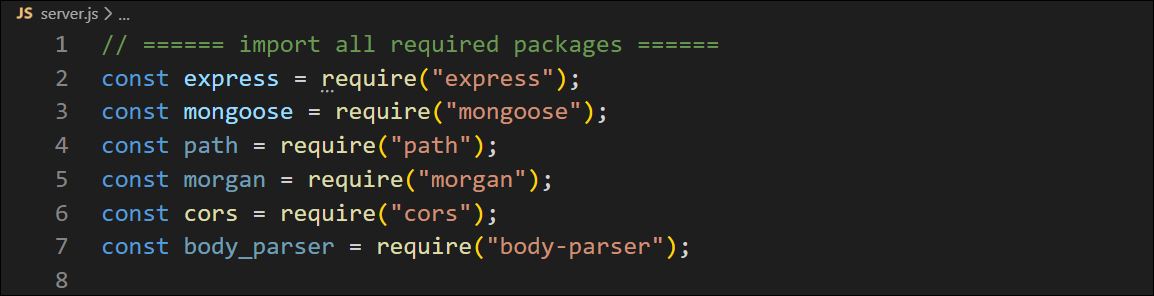 JS server.js > ...
1 // ====== import all required packages ======
2 const express = require("express");
3 const mongoose = require("mongoose");
4 const path = require("path");
5 const morgan = require("morgan");
6 const cors = require("cors");
7 const body_parser = require("body-parser");
8